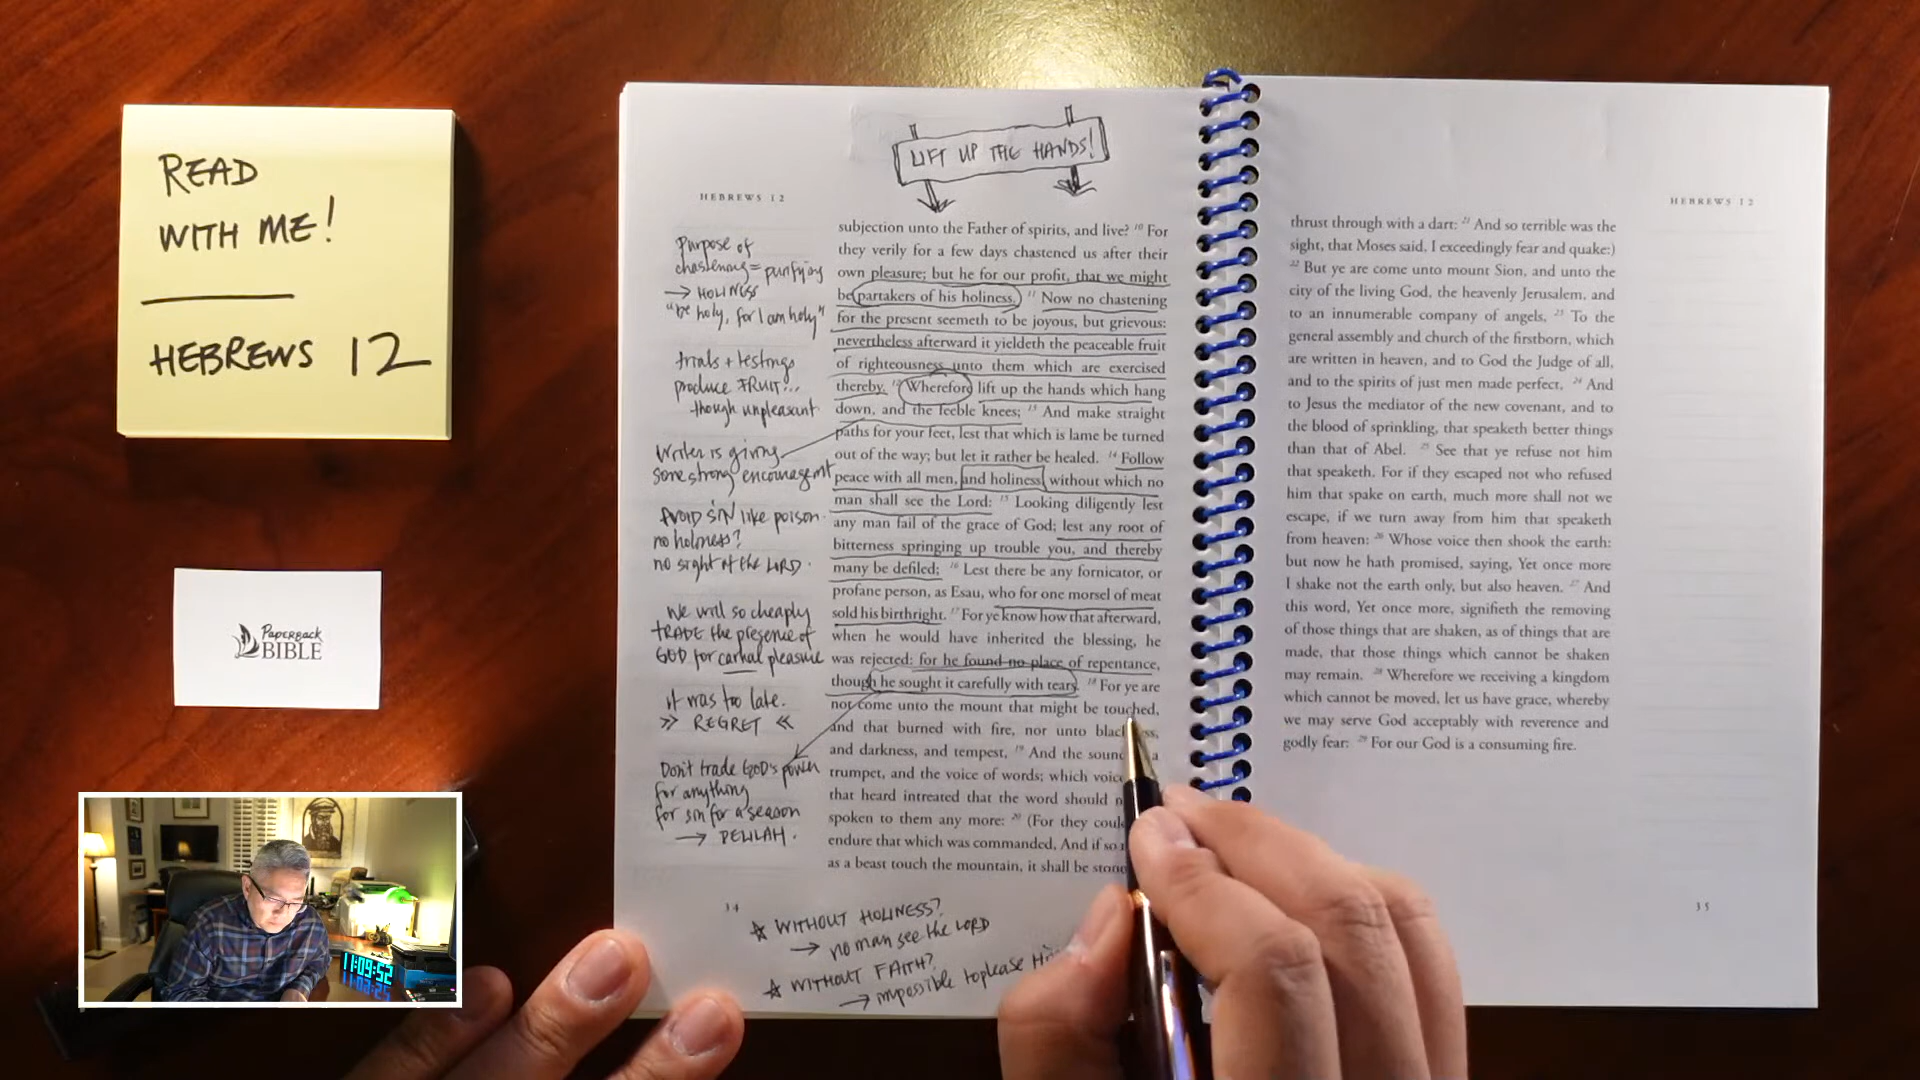 READ
WITH ME!
HEBREWS 12
Paperback
BIBLE
11:09:52
LIFT UP THE HANDS!
HEBREWS 12
Purpose of
chastening = purifying
→ HOLINESS
"be holy, for I am holy"
trials + testings
produce FRUIT...
though unpleasant
Writer is giving
some strong encouragemt
AVOID SIN like poison.
no holiness?
no sight of the LORD.
We will so cheaply
TRADE the presence of
GOD for carnal pleasure
it was too late.
>> REGRET <<
Don't trade GOD's power
for anything
for sin for a season
→ DELILAH.
subjection unto the Father of spirits, and live? 10 For
they verily for a few days chastened us after their
own pleasure; but he for our profit, that we might
be partakers of his holiness. 11 Now no chastening
for the present seemeth to be joyous, but grievous:
nevertheless afterward it yieldeth the peaceable fruit
of righteousness unto them which are exercised
thereby. 12 Wherefore lift up the hands which hang
down, and the feeble knees; 13 And make straight
paths for your feet, lest that which is lame be turned
out of the way; but let it rather be healed. 14 Follow
peace with all men, and holiness, without which no
man shall see the Lord: 15 Looking diligently lest
any man fail of the grace of God; lest any root of
bitterness springing up trouble you, and thereby
many be defiled; 16 Lest there be any fornicator, or
profane person, as Esau, who for one morsel of meat
sold his birthright. 17 For ye know how that afterward,
when he would have inherited the blessing, he
was rejected: for he found no place of repentance,
though he sought it carefully with tears. 18 For ye are
not come unto the mount that might be touched,
and that burned with fire, nor unto
and darkness, and tempest, 19 And the sound a
trumpet, and the voice of words; which
that heard intreated that the word should
spoken to them any more: 20 (For they
endure that which was commanded, And if so
as a beast touch the mountain, it shall be
34
☆ WITHOUT HOLINESS?
→ no man see the LORD
☆ WITHOUT FAITH?
→ impossible to please
HEBREWS 12
thrust through with a dart: 21 And so terrible was the
sight, that Moses said, I exceedingly fear and quake:)
22 But ye are come unto mount Sion, and unto the
city of the living God, the heavenly Jerusalem, and
to an innumerable company of angels, 23 To the
general assembly and church of the firstborn, which
are written in heaven, and to God the Judge of all,
and to the spirits of just men made perfect, 24 And
to Jesus the mediator of the new covenant, and to
the blood of sprinkling, that speaketh better things
than that of Abel. 25 See that ye refuse not him
that speaketh. For if they escaped not who refused
him that spake on earth, much more shall not we
escape, if we turn away from him that speaketh
from heaven: 26 Whose voice then shook the earth:
but now he hath promised, saying, Yet once more
I shake not the earth only, but also heaven. 27 And
this word, Yet once more, signifieth the removing
of those things that are shaken, as of things that are
made, that those things which cannot be shaken
may remain. 28 Wherefore we receiving a kingdom
which cannot be moved, let us have grace, whereby
we may serve God acceptably with reverence and
godly fear: 29 For our God is a consuming fire.
35